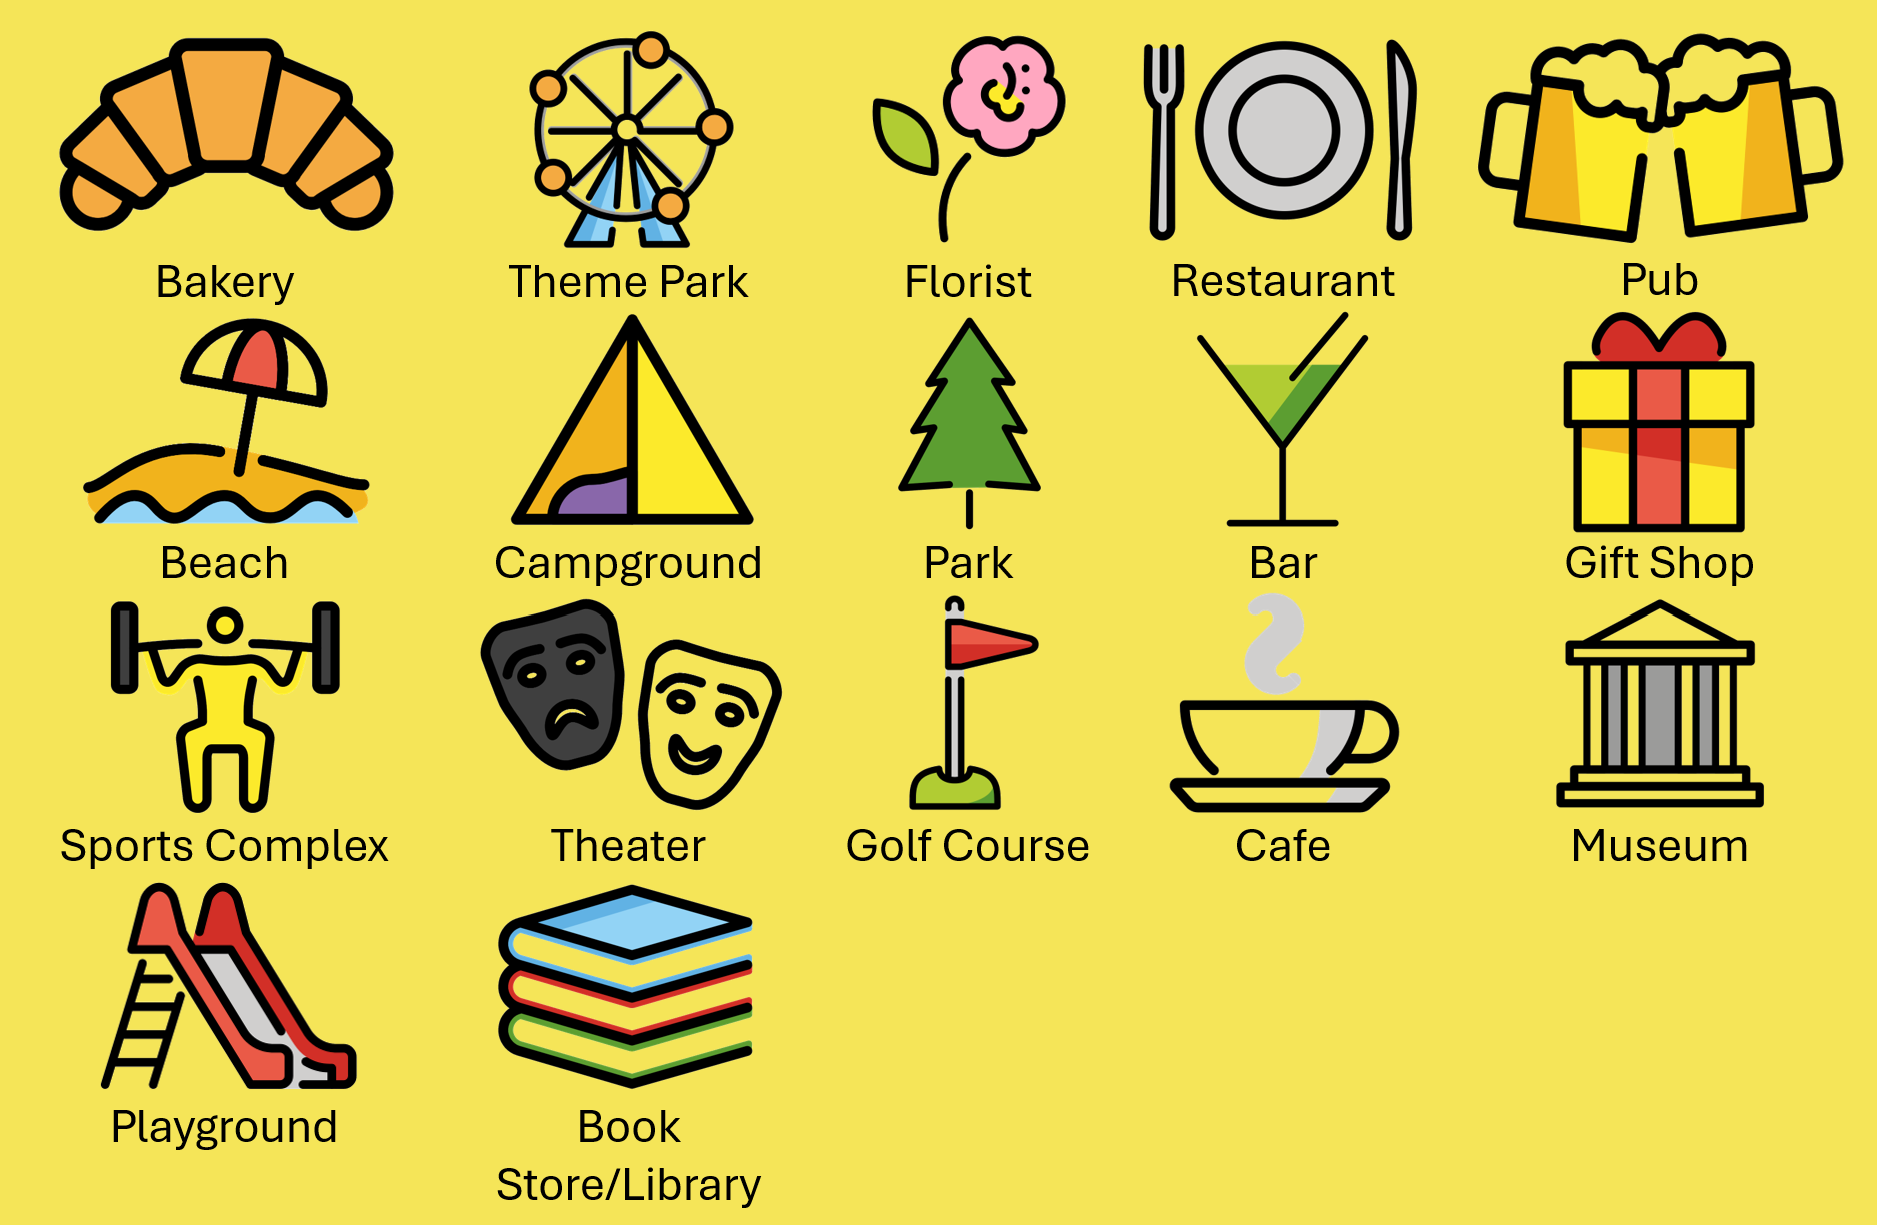 Bakery
Theme Park
Florist
Restaurant
Pub
Beach
Campground
Park
Bar
Gift Shop
Sports Complex
Theater
Golf Course
Cafe
Museum
Playground
Book
Store/Library